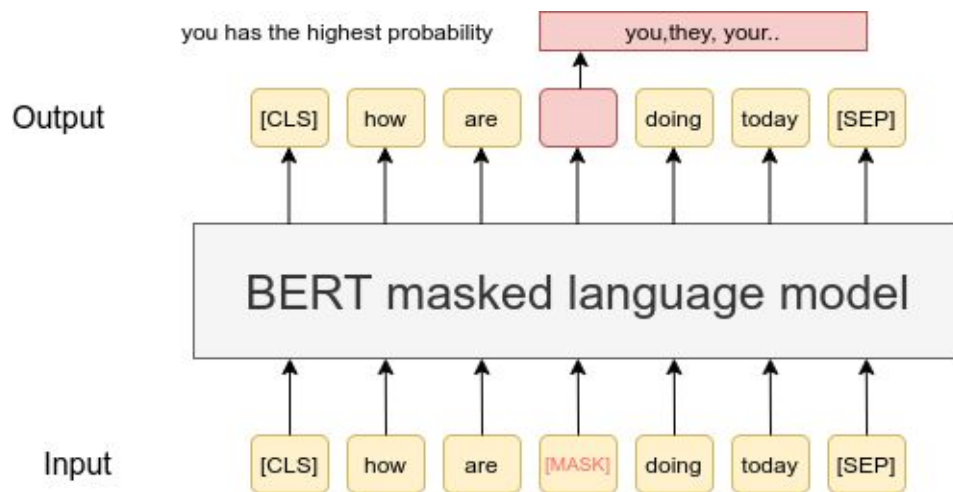 you has the highest probability you,they, your..
Output [CLS] how are doing today [SEP]
BERT masked language model
Input [CLS] how are [MASK] doing today [SEP]